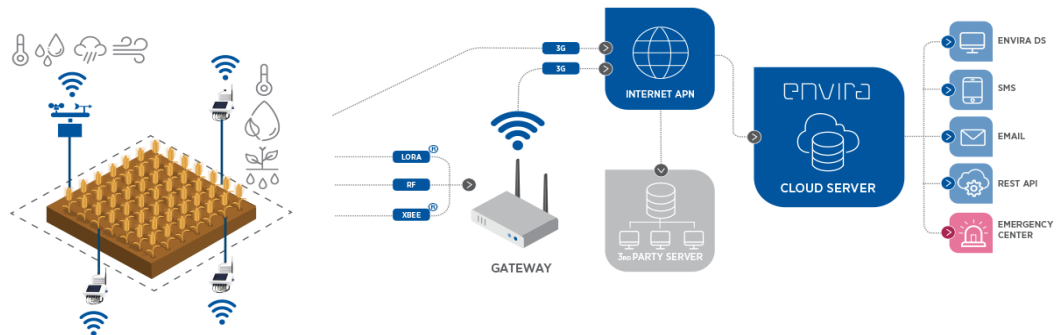 3G
3G
INTERNET APN
LORA ®
RF
XBEE ®
GATEWAY
3RD PARTY SERVER
envira
CLOUD SERVER
ENVIRA DS
SMS
EMAIL
REST API
EMERGENCY
CENTER